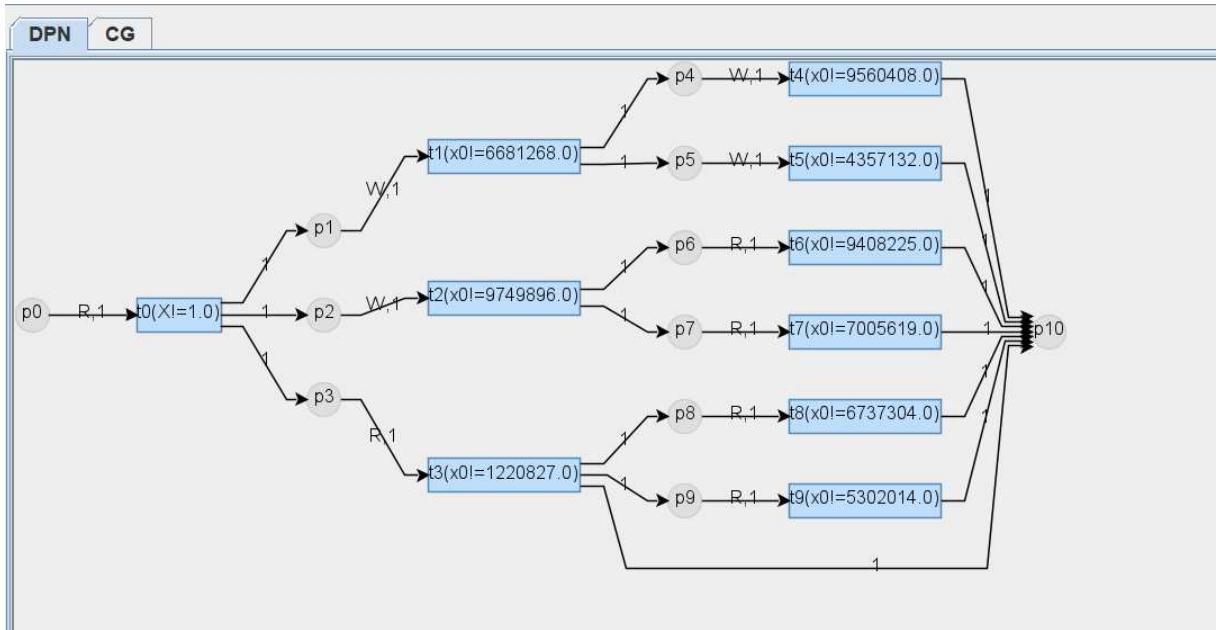 DPN CG
p4 W,1 t4(x0!=9560408.0)
1
t1(x0!=6681268.0) 1 p5 W,1 t5(x0!=4357132.0)
W,1 1
p1 p6 R,1 t6(x0!=9408225.0) 1
1 1 1
p0 R,1 t0(X!=1.0) 1 p2 W,1 t2(x0!=9749896.0)
1 p7 R,1 t7(x0!=7005619.0) 1 p10
1 1
p3 p8 R,1 t8(x0!=6737304.0) 1
R,1 1
t3(x0!=1220827.0) 1 p9 R,1 t9(x0!=5302014.0)
1